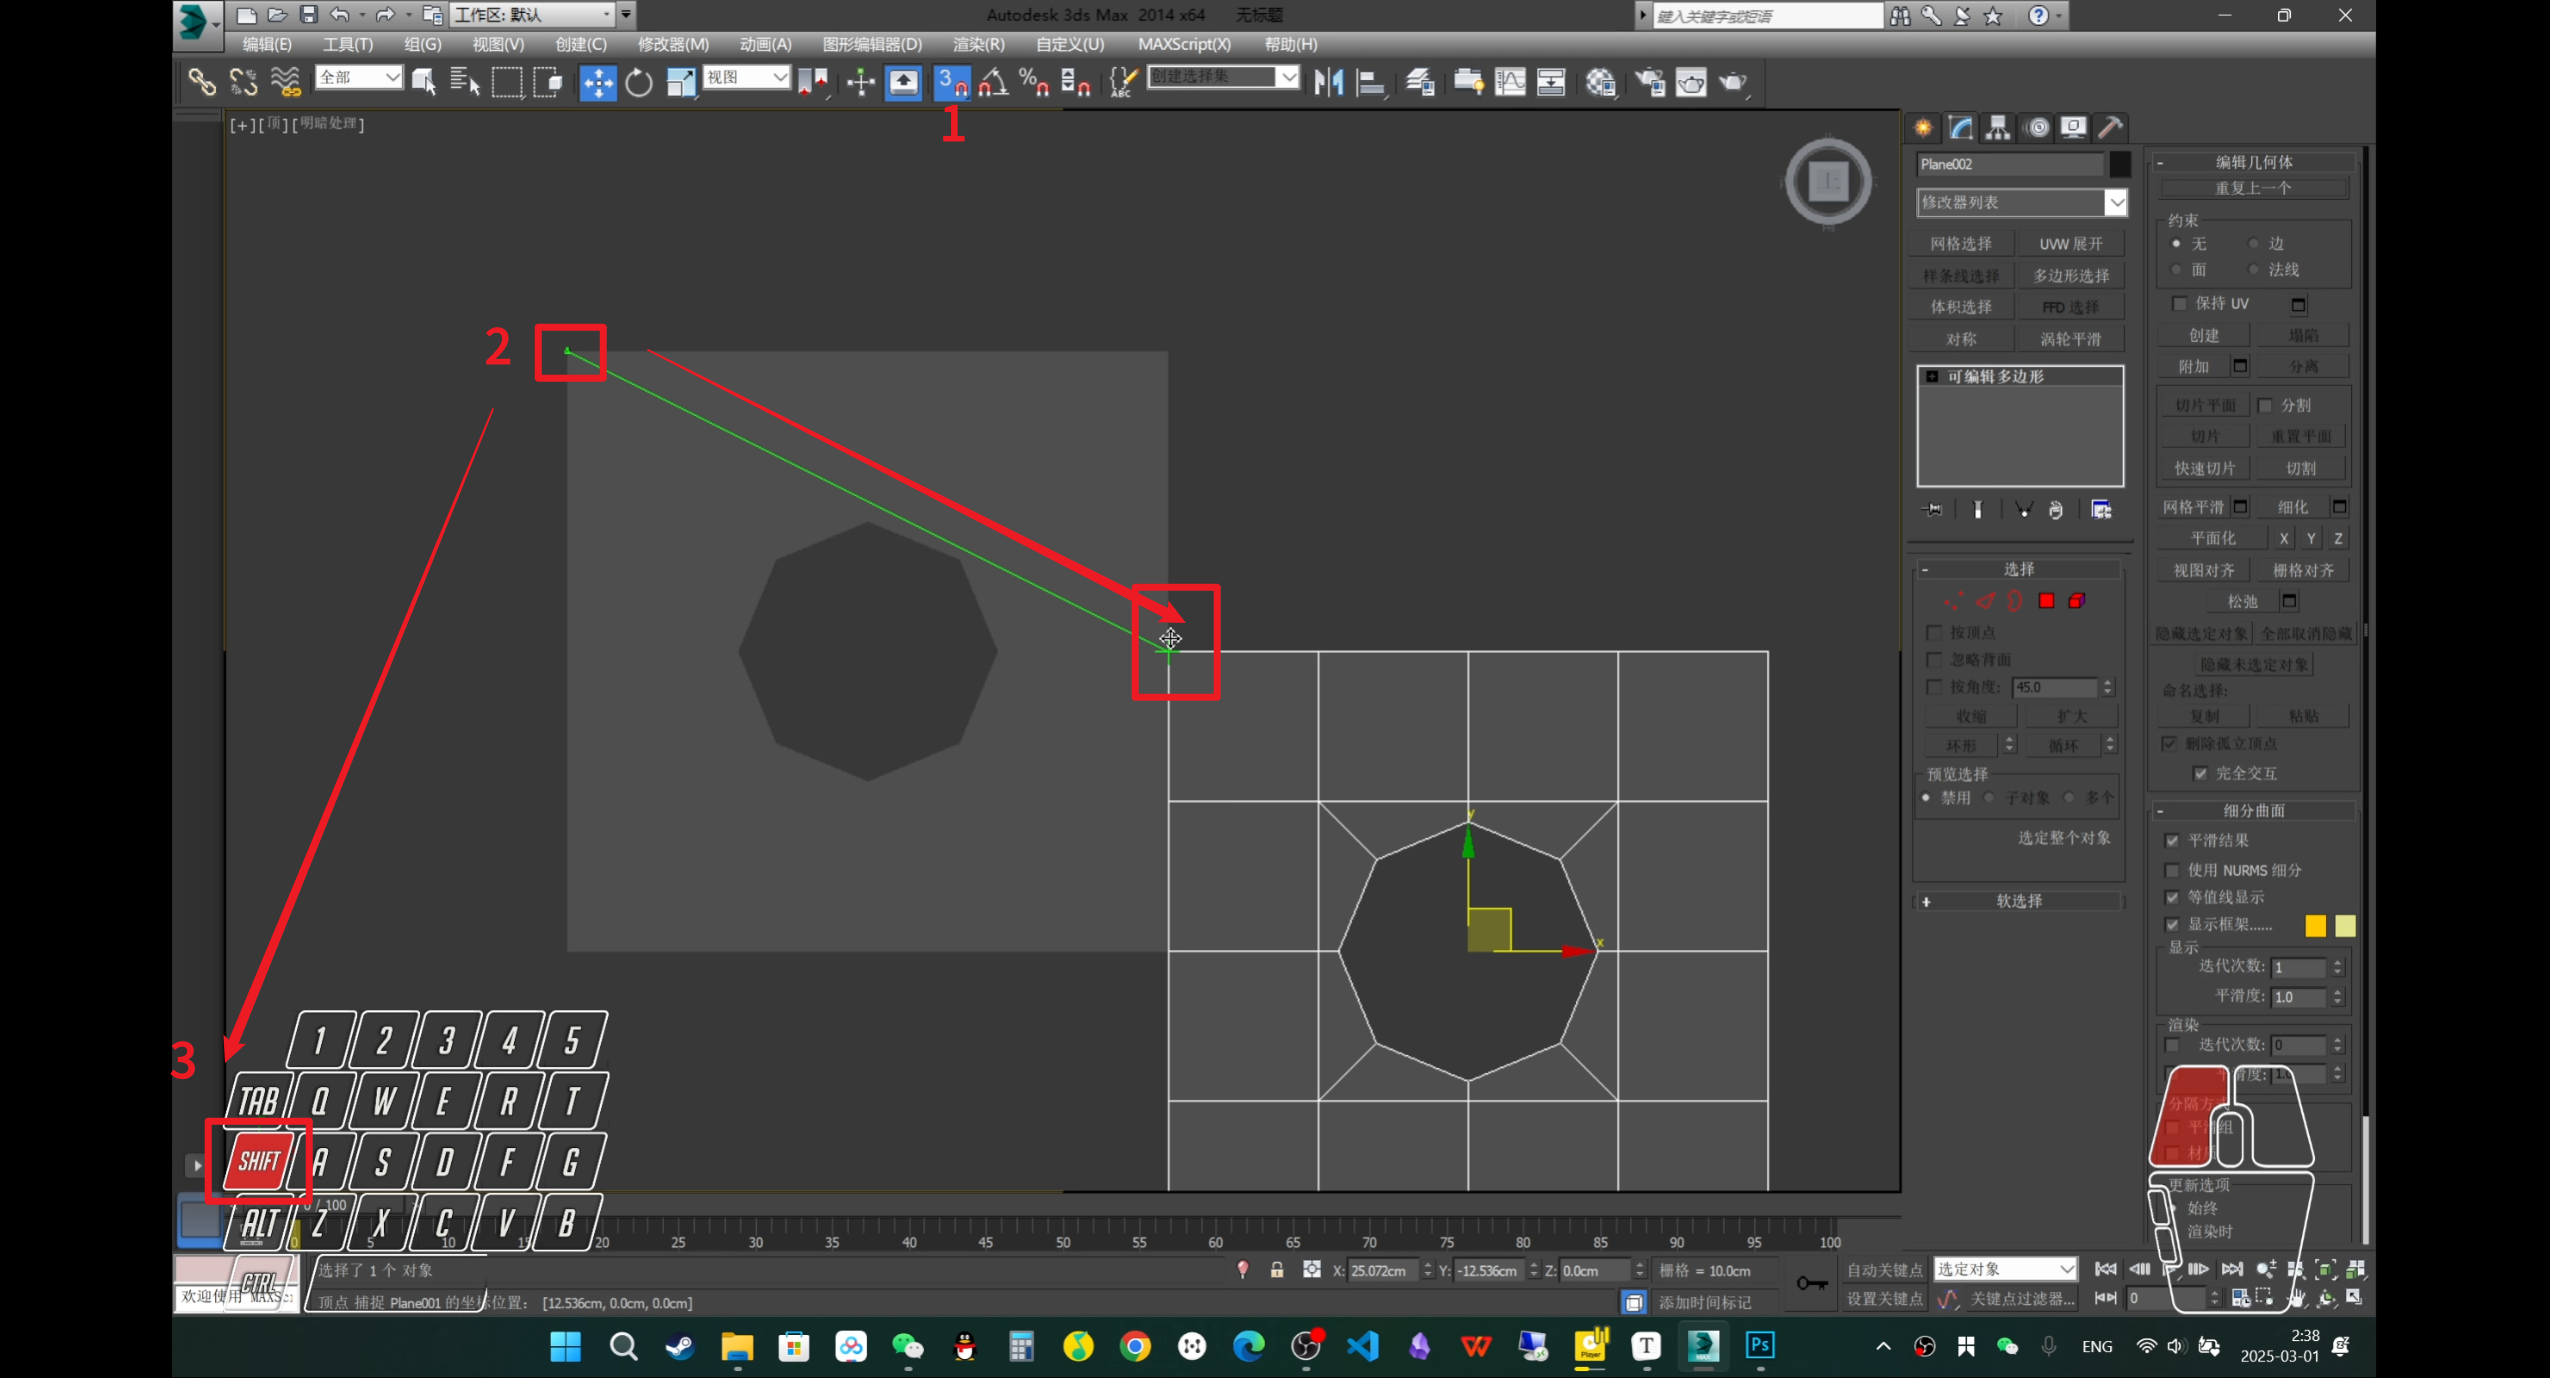 工作区: 默认
Autodesk 3ds Max 2014 x64 无标题
键入关键字或短语
编辑(E) 工具(T) 组(G) 视图(V) 创建(C) 修改器(M) 动画(A) 图形编辑器(D) 渲染(R) 自定义(U) MAXScript(X) 帮助(H)
全部 视图 3 % ABC 创建选择集
1
[+][顶][明暗处理]
2
3
Plane002
修改器列表
网格选择 UVW 展开
样条线选择 多边形选择
体积选择 FFD 选择
对称 涡轮平滑
可编辑多边形
选择
按顶点
忽略背面
按角度: 45.0
收缩 扩大
环形 循环
预览选择
禁用 子对象 多个
选定整个对象
软选择
编辑几何体
重复上一个
约束
无 边
面 法线
保持 UV
创建 塌陷
附加 分离
切片平面 分割
切片 重置平面
快速切片 切割
网格平滑 细化
平面化 X Y Z
视图对齐 栅格对齐
松弛
隐藏选定对象 全部取消隐藏
隐藏未选定对象
命名选择:
复制 粘贴
删除孤立顶点
完全交互
细分曲面
平滑结果
使用 NURMS 细分
等值线显示
显示框架......
显示
迭代次数: 1
平滑度: 1.0
渲染
迭代次数: 0
分隔方式
平滑组
更新选项
始终
渲染时
y
x
1 2 3 4 5
TAB Q W E R T
SHIFT A S D F G
ALT Z X C V B
CTRL
0 / 100
0 5 10 15 20 25 30 35 40 45 50 55 60 65 70 75 80 85 90 95 100
选择了 1 个 对象
X: 25.072cm Y: -12.536cm Z: 0.0cm 栅格 = 10.0cm 自动关键点 选定对象
欢迎使用 MAXSc:
顶点 捕捉 Plane001 的坐标位置: [12.536cm, 0.0cm, 0.0cm]
添加时间标记 设置关键点 关键点过滤器... 0
Player T MAX Ps
ENG
2:38
2025-03-01